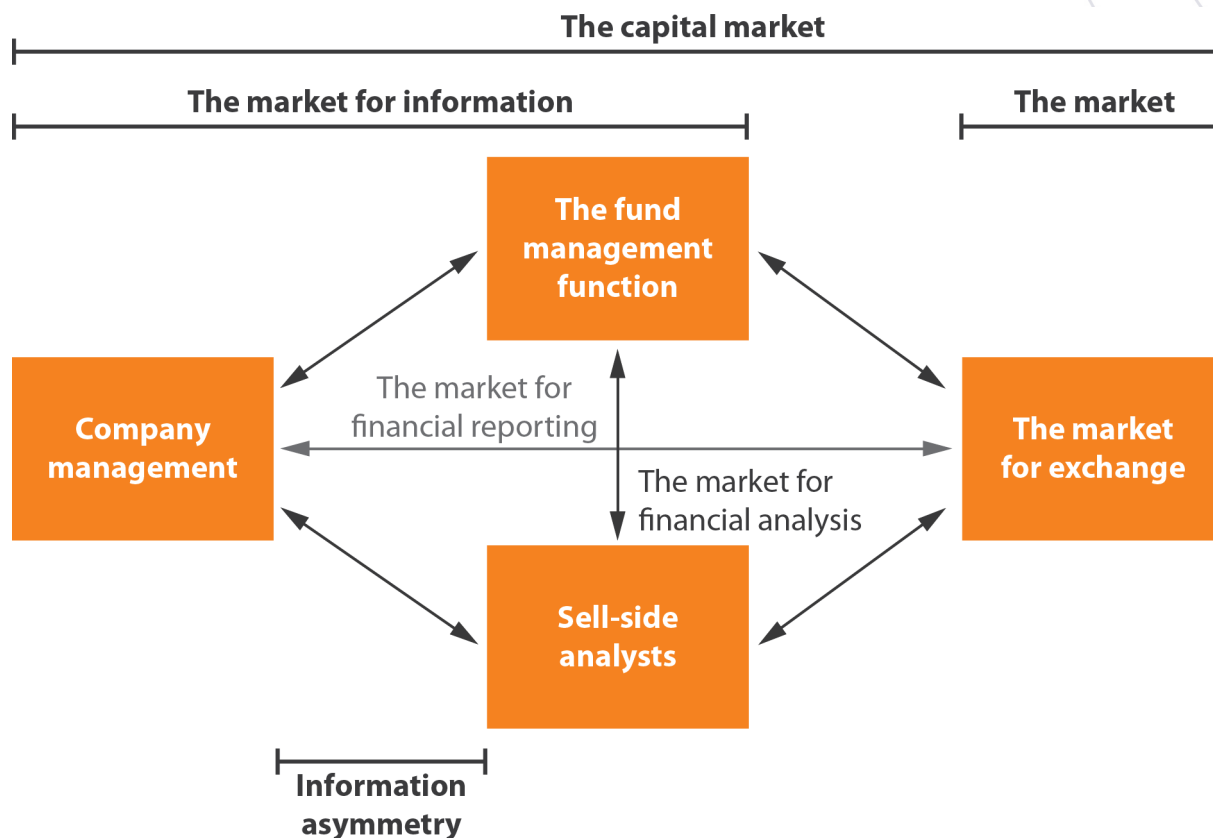 The capital market
The market for information
The market
The fund
management
function
The market for
financial reporting
Company
management
The market
for exchange
The market for
financial analysis
Sell-side
analysts
Information
asymmetry